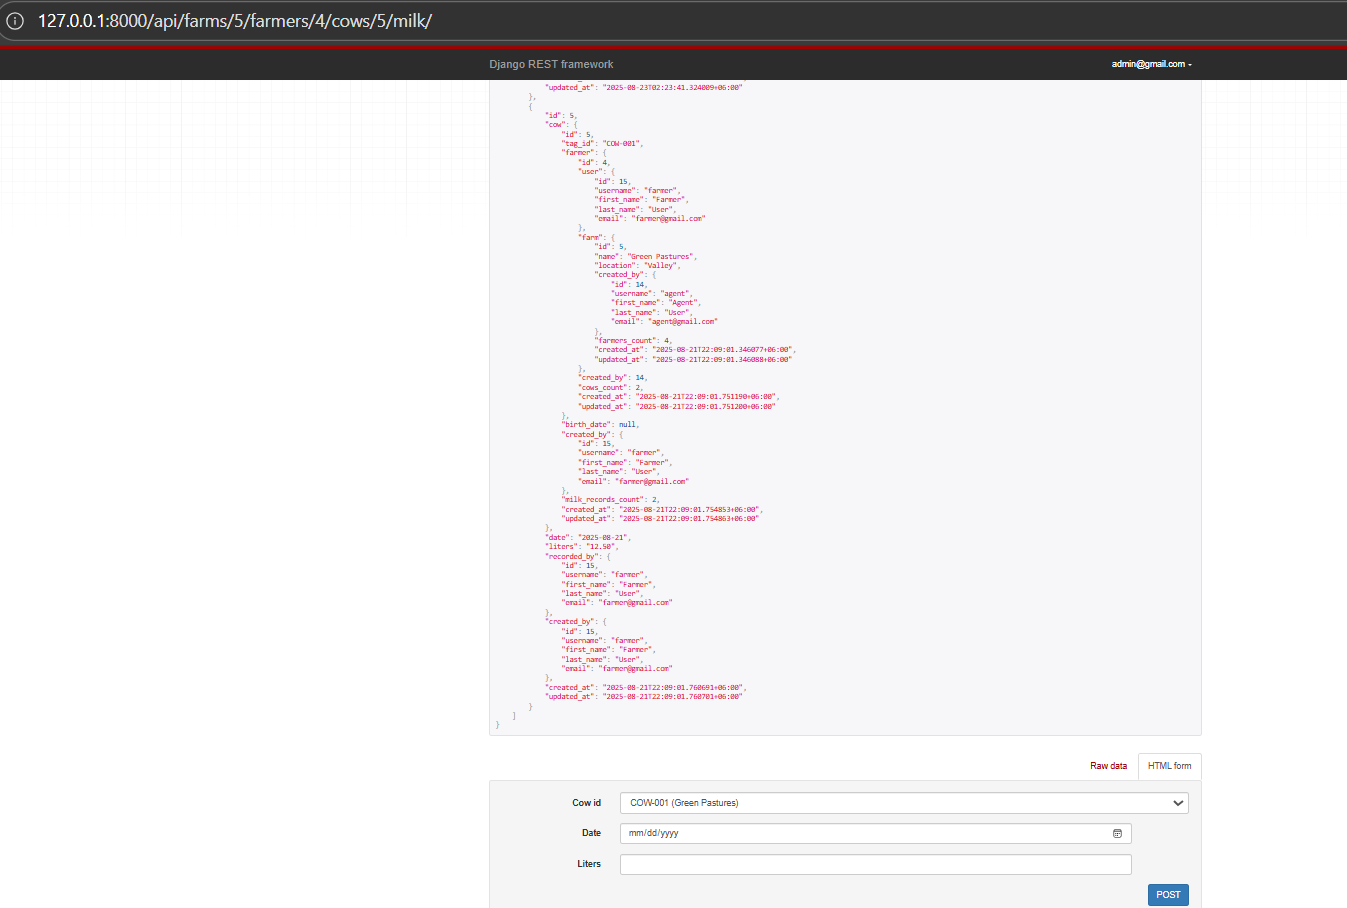 127.0.0.1:8000/api/farms/5/farmers/4/cows/5/milk/
Django REST framework
admin@gmail.com
"updated_at": "2025-08-23T02:23:41.324009+06:00"
},
{
"id": 5,
"cow": {
"id": 5,
"tag_id": "COW-001",
"farmer": {
"id": 4,
"user": {
"id": 15,
"username": "farmer",
"first_name": "Farmer",
"last_name": "User",
"email": "farmer@gmail.com"
},
"farm": {
"id": 5,
"name": "Green Pastures",
"location": "Valley",
"created_by": {
"id": 14,
"username": "agent",
"first_name": "Agent",
"last_name": "User",
"email": "agent@gmail.com"
},
"farmers_count": 4,
"created_at": "2025-08-21T22:09:01.346077+06:00",
"updated_at": "2025-08-21T22:09:01.346088+06:00"
},
"created_by": 14,
"cows_count": 2,
"created_at": "2025-08-21T22:09:01.751190+06:00",
"updated_at": "2025-08-21T22:09:01.751200+06:00"
},
"birth_date": null,
"created_by": {
"id": 15,
"username": "farmer",
"first_name": "Farmer",
"last_name": "User",
"email": "farmer@gmail.com"
},
"milk_records_count": 2,
"created_at": "2025-08-21T22:09:01.754853+06:00",
"updated_at": "2025-08-21T22:09:01.754863+06:00"
},
"date": "2025-08-21",
"liters": "12.50",
"recorded_by": {
"id": 15,
"username": "farmer",
"first_name": "Farmer",
"last_name": "User",
"email": "farmer@gmail.com"
},
"created_by": {
"id": 15,
"username": "farmer",
"first_name": "Farmer",
"last_name": "User",
"email": "farmer@gmail.com"
},
"created_at": "2025-08-21T22:09:01.760691+06:00",
"updated_at": "2025-08-21T22:09:01.760701+06:00"
}
]
}
Raw data
HTML form
Cow id
COW-001 (Green Pastures)
Date
mm/dd/yyyy
Liters
POST